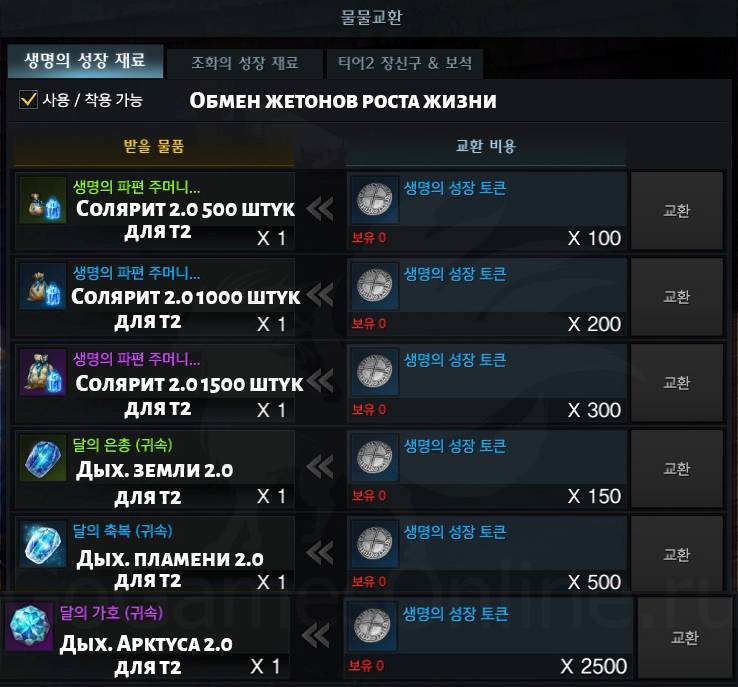 물물교환
생명의 성장 재료
조화의 성장 재료
티어2 장신구 & 보석
사용 / 착용 가능
Обмен жетонов роста жизни
받을 물품
교환 비용
생명의 파편 주머니...
Солярит 2.0 500 штук
для т2
X 1
생명의 성장 토큰
보유 0
X 100
교환
생명의 파편 주머니...
Солярит 2.0 1000 штук
для т2
X 1
생명의 성장 토큰
보유 0
X 200
교환
생명의 파편 주머니...
Солярит 2.0 1500 штук
для т2
X 1
생명의 성장 토큰
보유 0
X 300
교환
달의 은총 (귀속)
Дых. земли 2.0
для т2
X 1
생명의 성장 토큰
보유 0
X 150
교환
달의 축복 (귀속)
Дых. пламени 2.0
для т2
X 1
생명의 성장 토큰
보유 0
X 500
교환
달의 가호 (귀속)
Дых. Арктуса 2.0
для т2
X 1
생명의 성장 토큰
보유 0
X 2500
교환